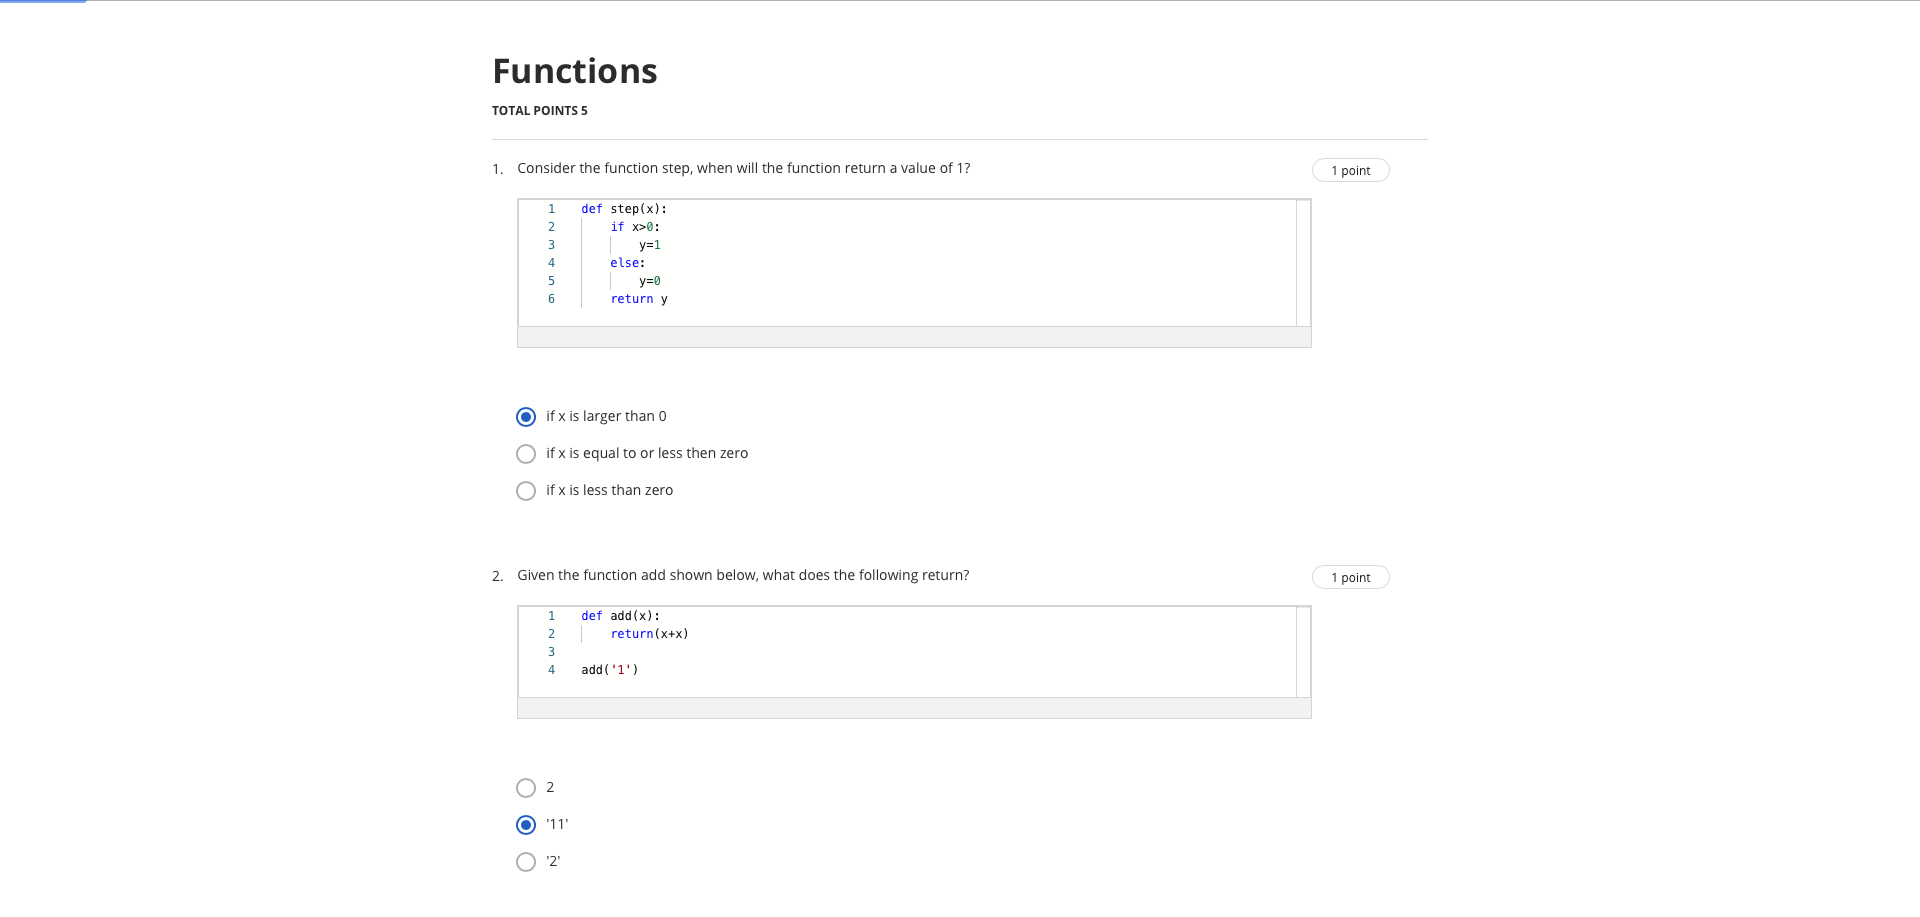 Functions
TOTAL POINTS 5
1. Consider the function step, when will the function return a value of 1?
1 point
1 def step(x):
2     if x>0:
3         y=1
4     else:
5         y=0
6     return y
if x is larger than 0
if x is equal to or less then zero
if x is less than zero
2. Given the function add shown below, what does the following return?
1 point
1 def add(x):
2     return(x+x)
3
4 add('1')
2
'11'
'2'